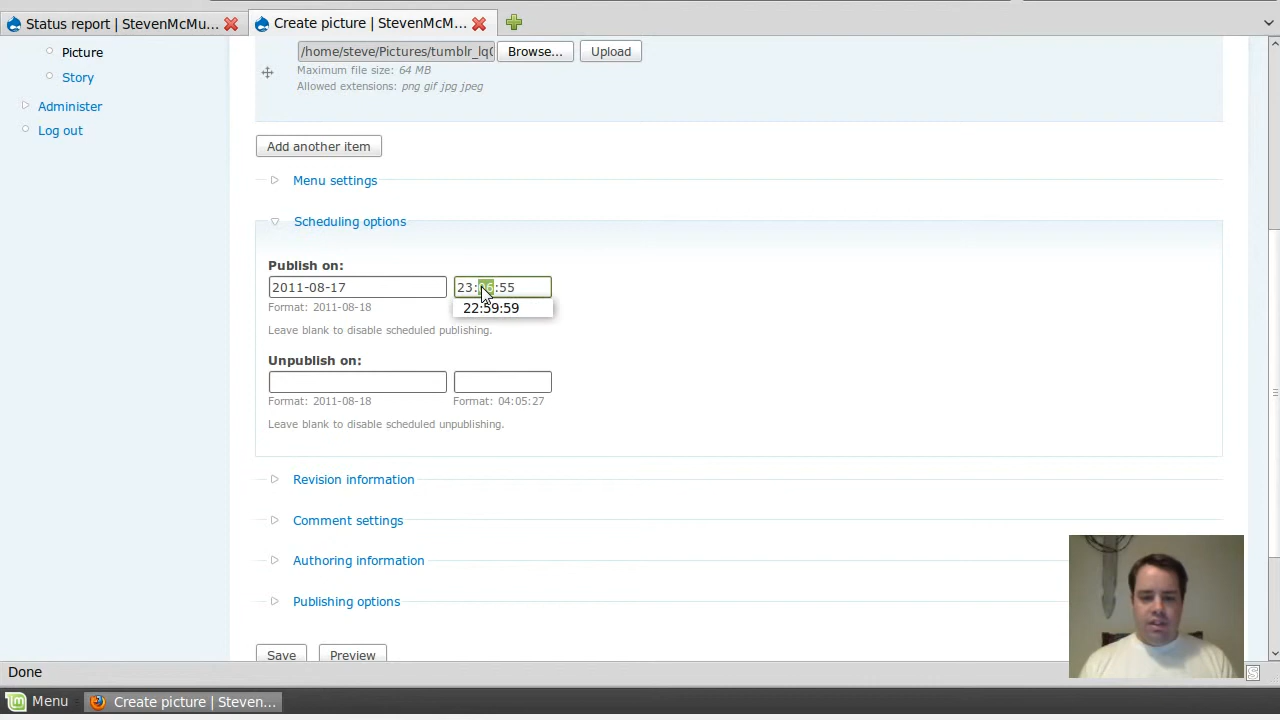 Status report | StevenMcMu...
Create picture | StevenMcM...
Picture
Story
Administer
Log out
/home/steve/Pictures/tumblr_lq0
Browse...
Upload
Maximum file size: 64 MB
Allowed extensions: png gif jpg jpeg
Add another item
Menu settings
Scheduling options
Publish on:
2011-08-17
Format: 2011-08-18
22:59:59
Leave blank to disable scheduled publishing.
Unpublish on:
Format: 2011-08-18
Format: 04:05:27
Leave blank to disable scheduled unpublishing.
Revision information
Comment settings
Authoring information
Publishing options
Save
Preview
Done
Menu
Create picture | Steven...